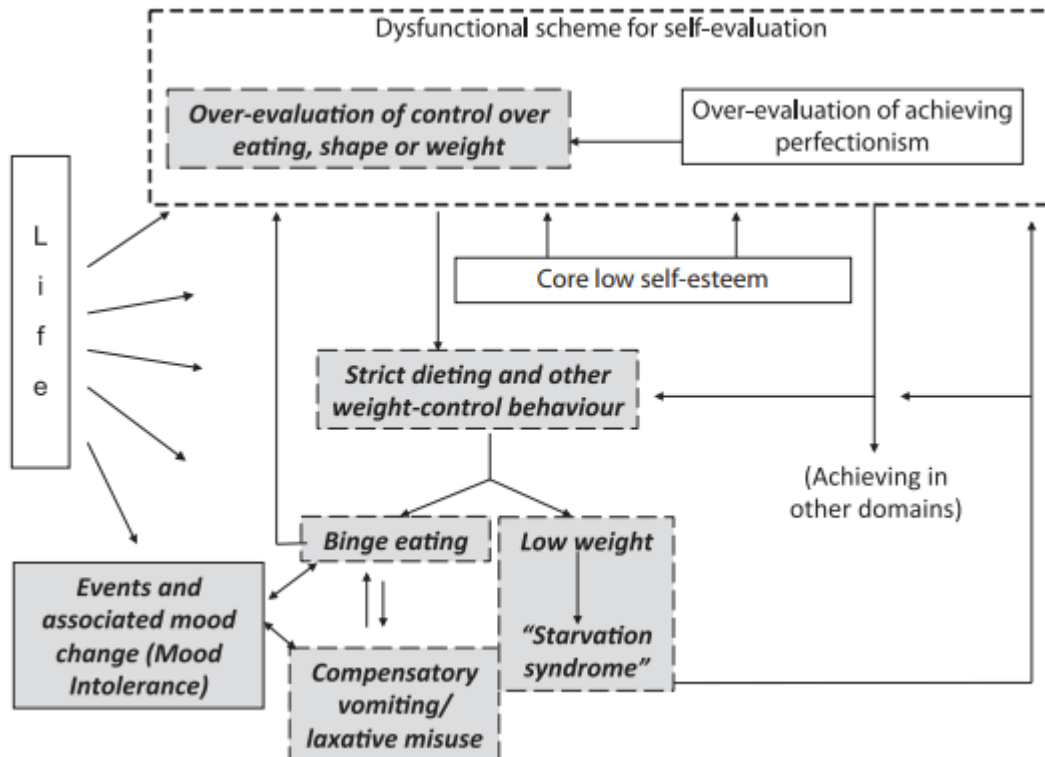 Dysfunctional scheme for self-evaluation
Over-evaluation of control over
eating, shape or weight
Over-evaluation of achieving
perfectionism
L
i
f
e
Core low self-esteem
Strict dieting and other
weight-control behaviour
(Achieving in
other domains)
Binge eating
Low weight
"Starvation
syndrome"
Events and
associated mood
change (Mood
Intolerance)
Compensatory
vomiting/
laxative misuse